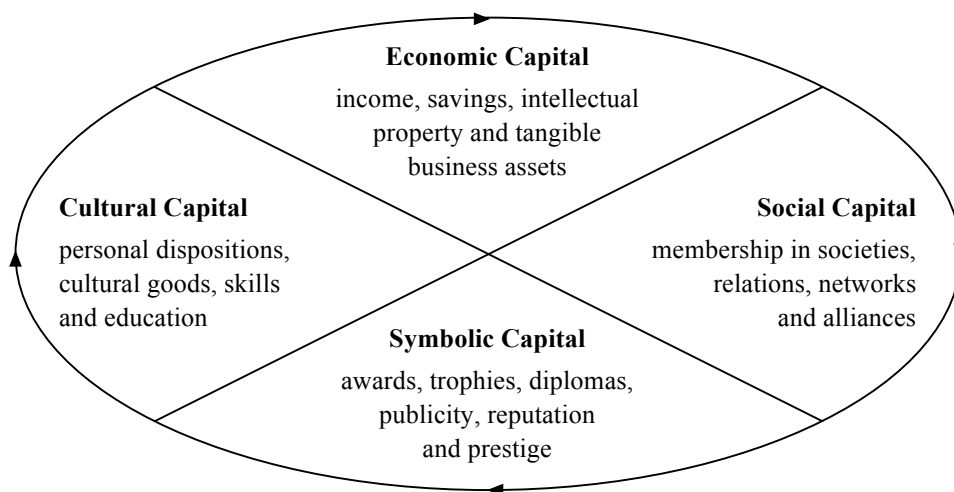 Economic Capital
income, savings, intellectual
property and tangible
business assets
Cultural Capital
personal dispositions,
cultural goods, skills
and education
Social Capital
membership in societies,
relations, networks
and alliances
Symbolic Capital
awards, trophies, diplomas,
publicity, reputation
and prestige